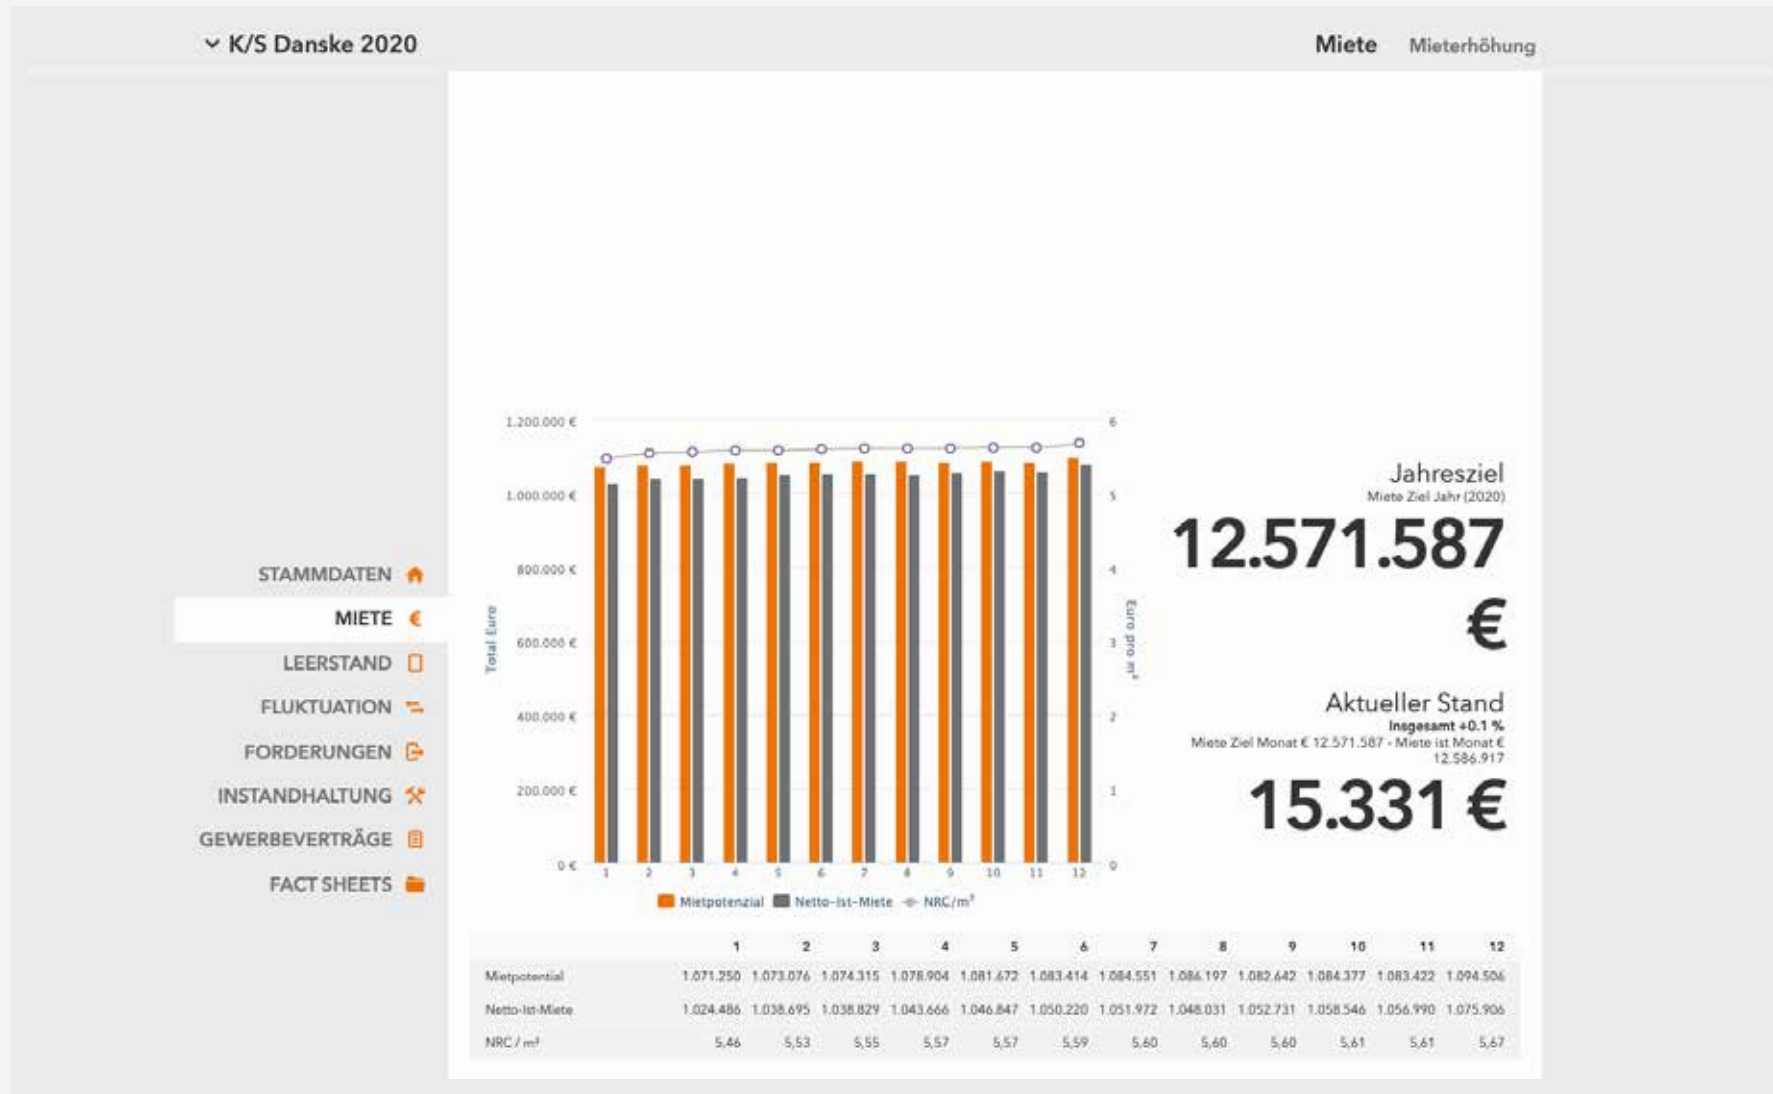 K/S Danske 2020
Miete Mieterhöhung
STAMMDATEN
MIETE €
LEERSTAND
FLUKTUATION
FORDERUNGEN
INSTANDHALTUNG
GEWERBEVERTRÄGE
FACT SHEETS
Total Euro
1.200.000 €
1.000.000 €
800.000 €
600.000 €
400.000 €
200.000 €
0 €
6
5
4
3
2
1
0
Euro pro m²
1 2 3 4 5 6 7 8 9 10 11 12
Mietpotenzial Netto-Ist-Miete NRC/m²
Jahresziel
Miete Ziel Jahr (2020)
12.571.587
€
Aktueller Stand
Insgesamt +0.1 %
Miete Ziel Monat € 12.571.587 - Miete ist Monat €
12.586.917
15.331 €
1 2 3 4 5 6 7 8 9 10 11 12
Mietpotential 1.071.250 1.073.076 1.074.315 1.078.904 1.081.672 1.083.414 1.084.551 1.086.197 1.082.642 1.084.377 1.083.422 1.094.506
Netto-Ist-Miete 1.024.486 1.038.695 1.038.829 1.043.666 1.046.847 1.050.220 1.051.972 1.048.031 1.052.731 1.058.546 1.056.990 1.075.906
NRC / m² 5,46 5,53 5,55 5,57 5,57 5,59 5,60 5,60 5,60 5,61 5,61 5,67